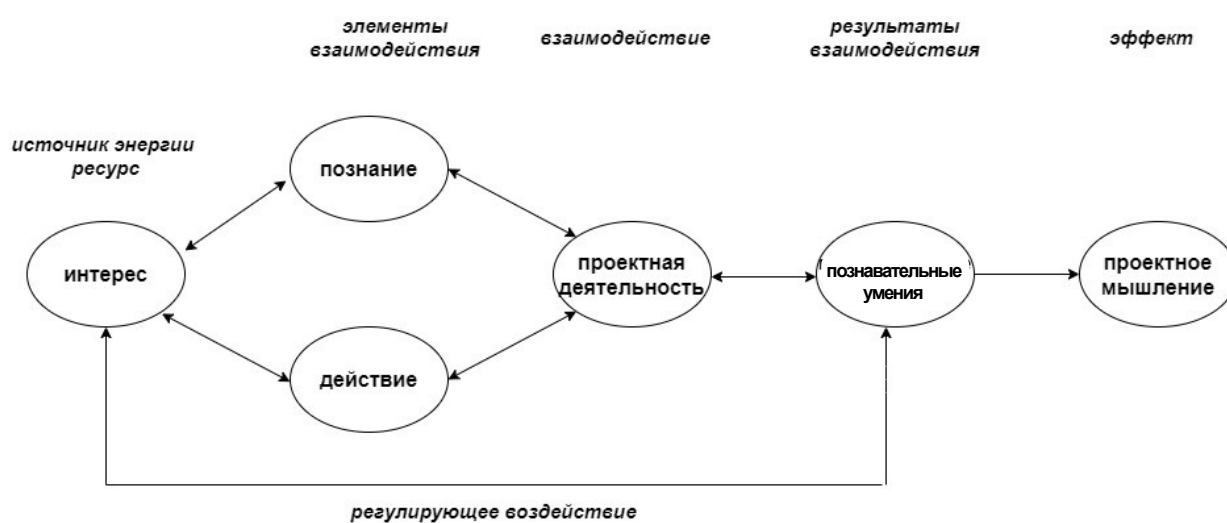 элементы
взаимодействия
взаимодействие
результаты
взаимодействия
эффект
источник энергии
ресурс
познание
интерес
проектная
деятельность
познавательные
умения
проектное
мышление
действие
регулирующее воздействие